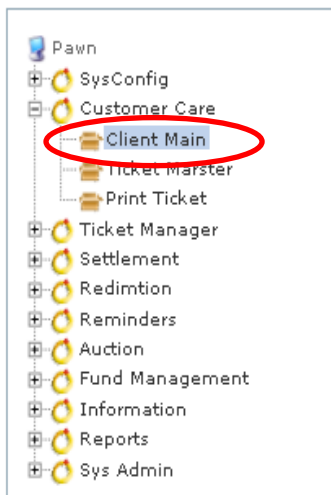 Pawn
SysConfig
Customer Care
Client Main
Ticket Marster
Print Ticket
Ticket Manager
Settlement
Redimtion
Reminders
Auction
Fund Management
Information
Reports
Sys Admin